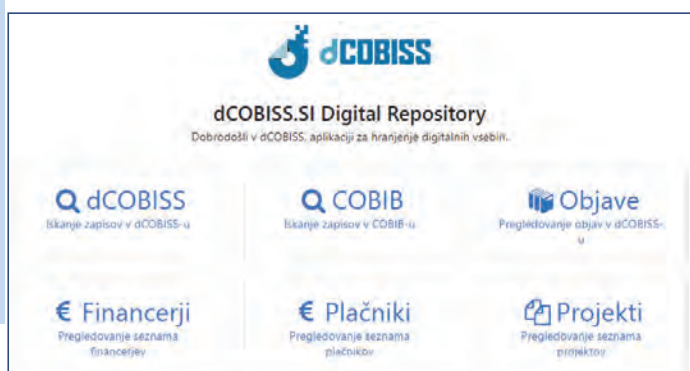 dCOBISS
dCOBISS.SI Digital Repository
Dobrodošli v dCOBISS, aplikaciji za hranjenje digitalnih vsebin.
dCOBISS
Iskanje zapisov v dCOBISS-u
COBIB
Iskanje zapisov v COBIB-u
Objave
Pregledovanje objav v dCOBISS-
u
€ Financerji
Pregledovanje seznama
financerjev
€ Plačniki
Pregledovanje seznama
plačnikov
Projekti
Pregledovanje seznama
projektov